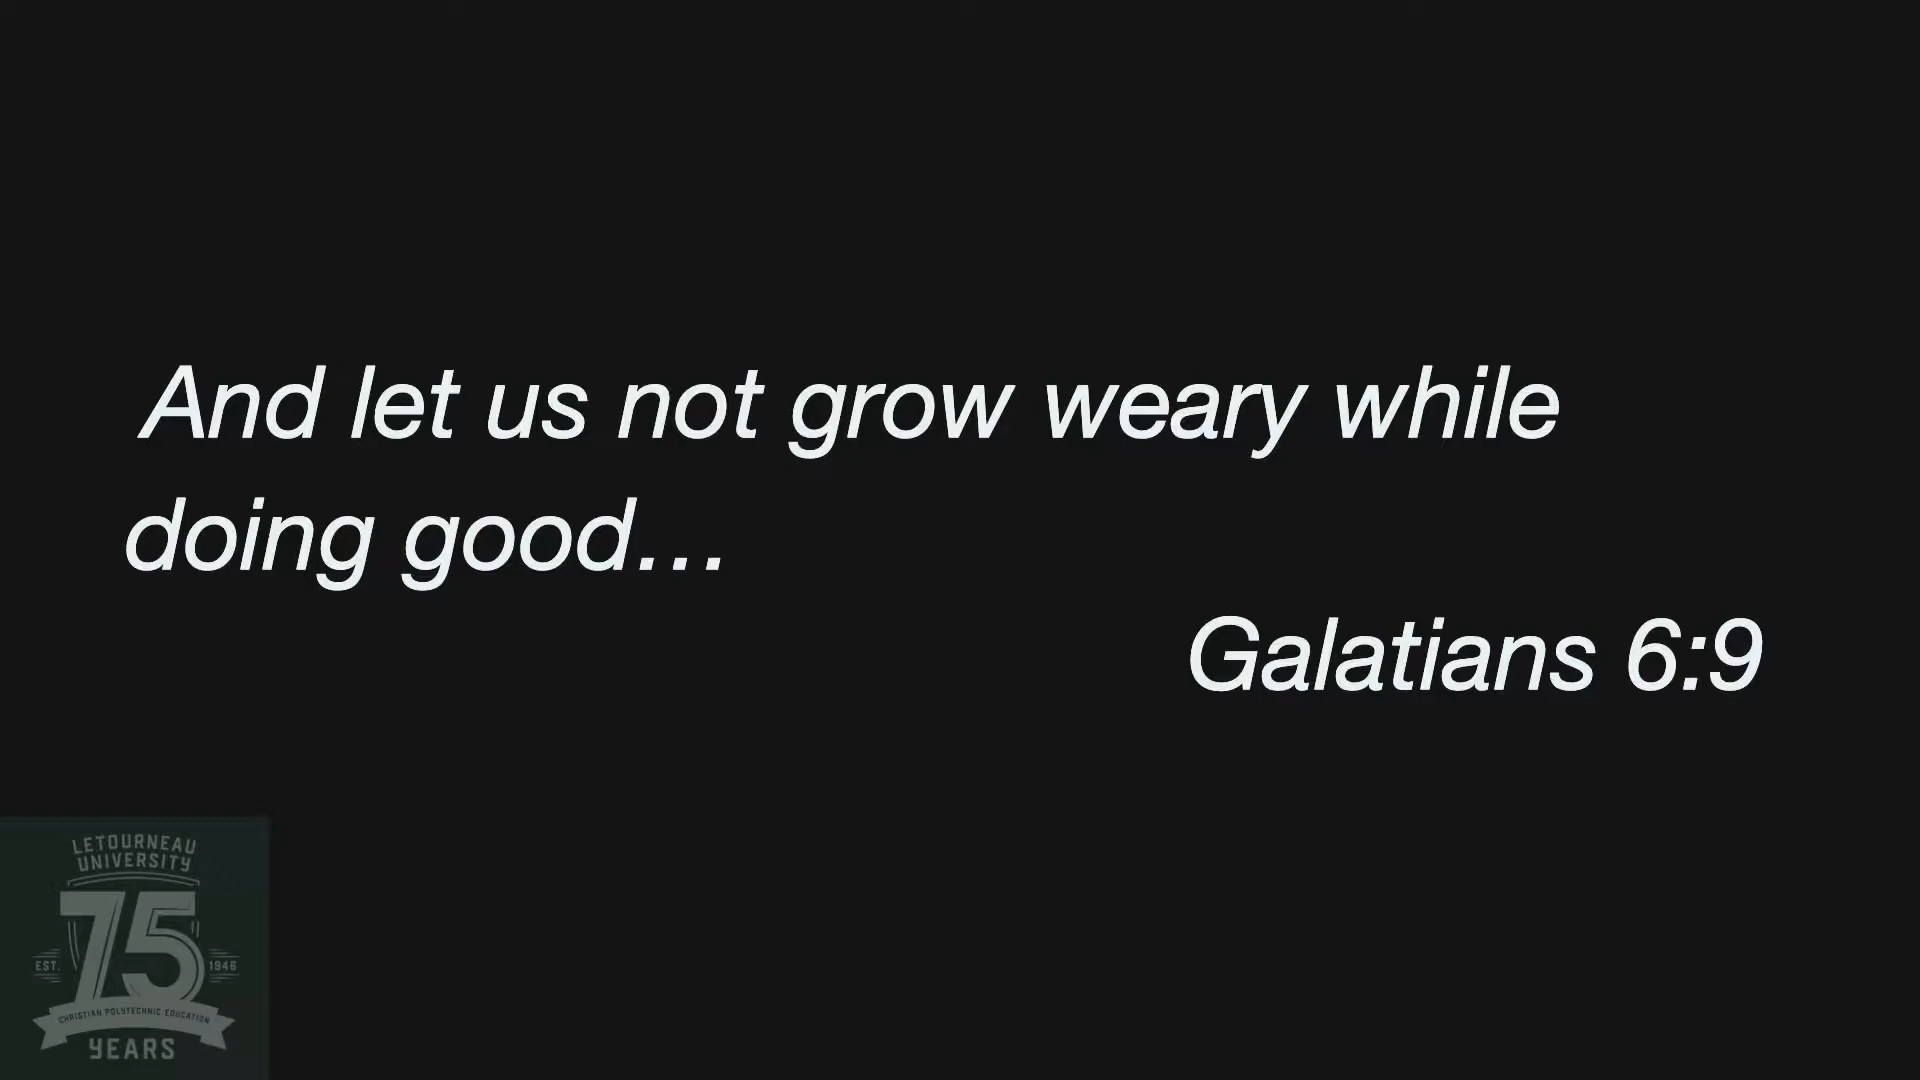 And let us not grow weary while
doing good…
Galatians 6:9
LETOURNEAU
UNIVERSITY
75
EST. 1946
CHRISTIAN POLYTECHNIC EDUCATION
YEARS